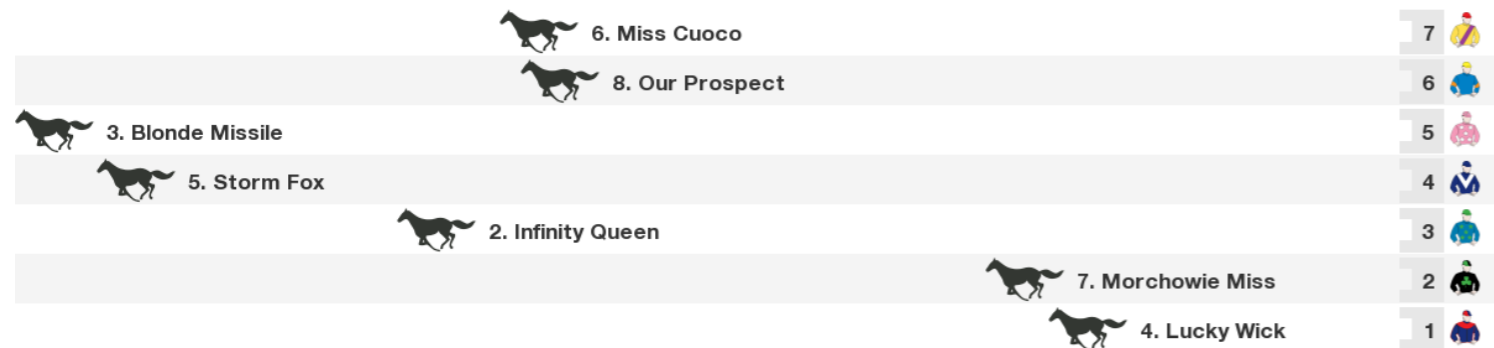 6. Miss Cuoco 7
8. Our Prospect 6
3. Blonde Missile 5
5. Storm Fox 4
2. Infinity Queen 3
7. Morchowie Miss 2
4. Lucky Wick 1